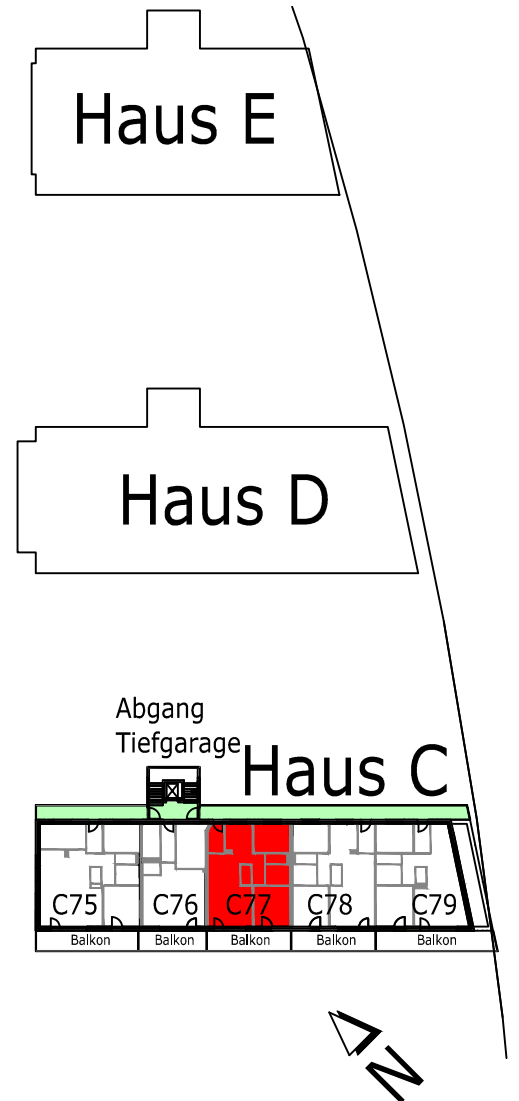 Haus E
Haus D
Abgang
Tiefgarage
Haus C
C75
C76
C77
C78
C79
Balkon
Balkon
Balkon
Balkon
Balkon
N